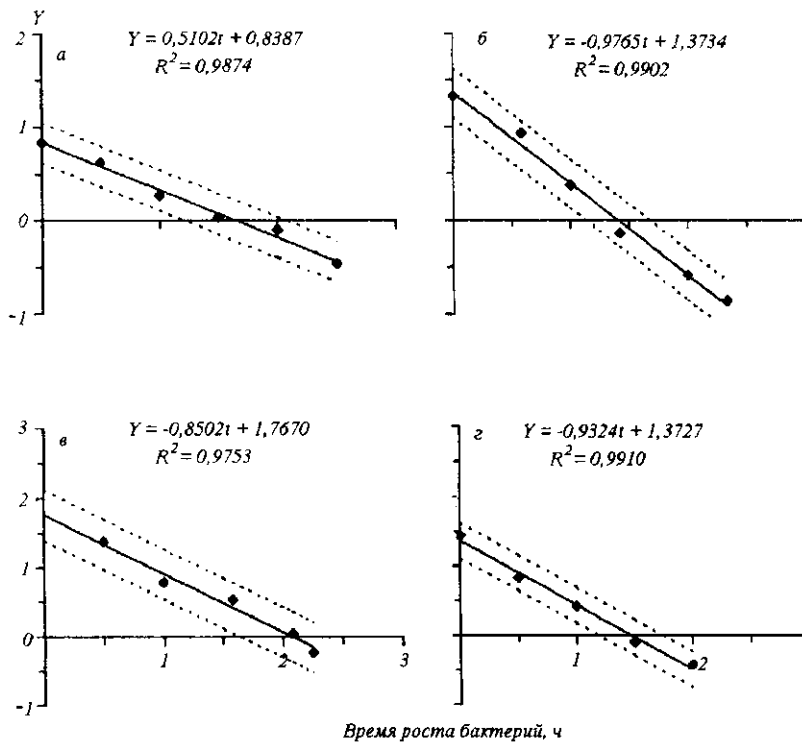 Y
2
1
0
-1
а
Y = 0,5102t + 0,8387
R² = 0,9874
б
Y = -0,9765t + 1,3734
R² = 0,9902
3
2
1
0
-1
в
Y = -0,8502t + 1,7670
R² = 0,9753
1
2
3
г
Y = -0,9324t + 1,3727
R² = 0,9910
1
2
Время роста бактерий, ч